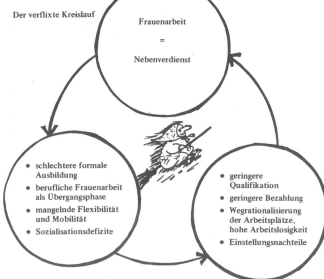 Der verflixte Kreislauf
Frauenarbeit
=
Nebenverdienst
• schlechtere formale
Ausbildung
• berufliche Frauenarbeit
als Übergangsphase
• mangelnde Flexibilität
und Mobilität
• Sozialisationsdefizite
• geringere
Qualifikation
• geringere Bezahlung
• Wegrationalisierung
der Arbeitsplätze,
hohe Arbeitslosigkeit
• Einstellungsnachteile